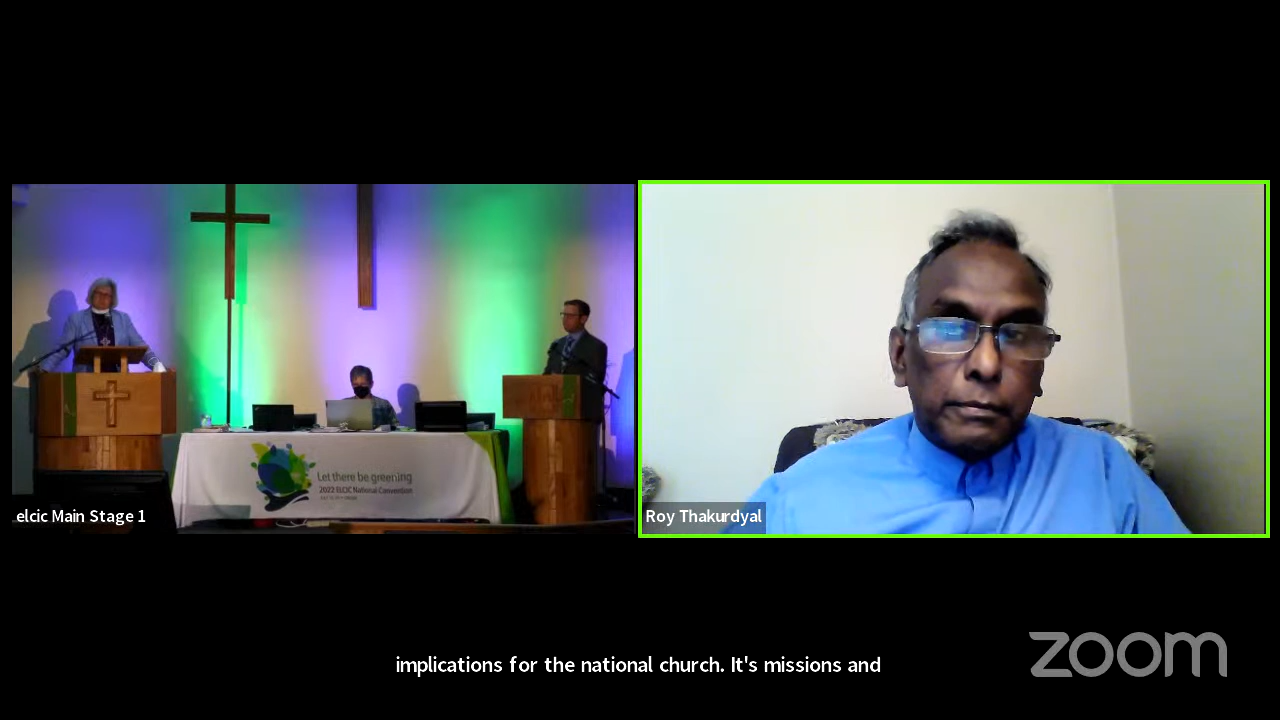 Let there be greening
2022 ELCIC National Convention
elcic Main Stage 1
Roy Thakurdyal
implications for the national church. It's missions and
zoom